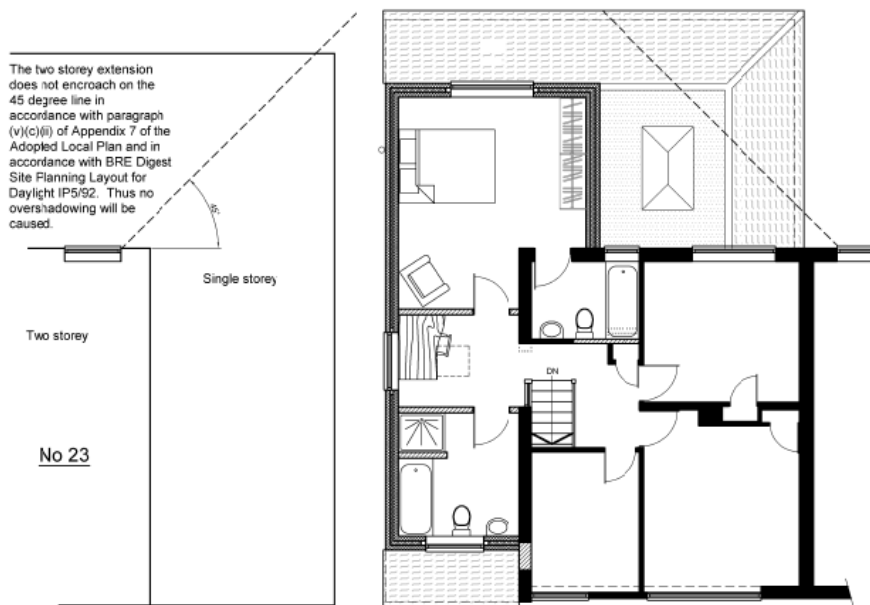 The two storey extension
does not encroach on the
45 degree line in
accordance with paragraph
(v)(c)(ii) of Appendix 7 of the
Adopted Local Plan and in
accordance with BRE Digest
Site Planning Layout for
Daylight IP5/92. Thus no
overshadowing will be
caused.
45°
Single storey
Two storey
No 23
DN